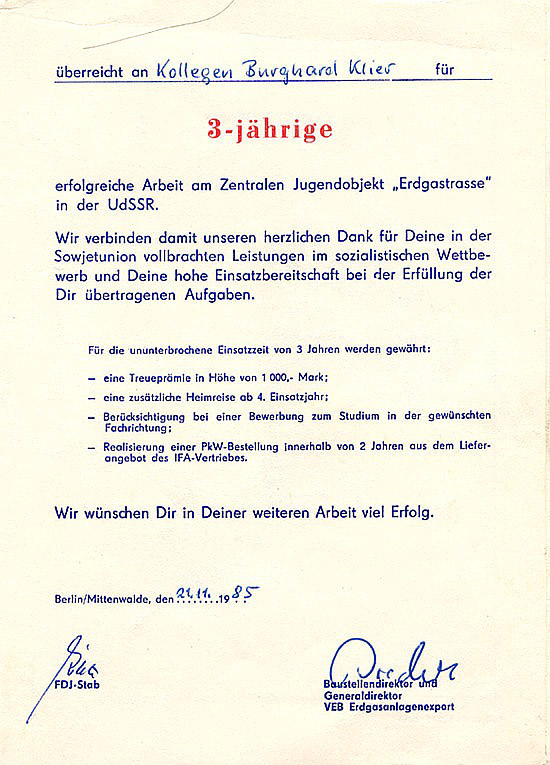 überreicht an Kollegen Burghard Klier für
3-jährige
erfolgreiche Arbeit am Zentralen Jugendobjekt „Erdgastrasse"
in der UdSSR.
Wir verbinden damit unseren herzlichen Dank für Deine in der
Sowjetunion vollbrachten Leistungen im sozialistischen Wettbe-
werb und Deine hohe Einsatzbereitschaft bei der Erfüllung der
Dir übertragenen Aufgaben.
Für die ununterbrochene Einsatzzeit von 3 Jahren werden gewährt:
— eine Treueprämie in Höhe von 1 000,- Mark;
— eine zusätzliche Heimreise ab 4. Einsatzjahr;
— Berücksichtigung bei einer Bewerbung zum Studium in der gewünschten
Fachrichtung;
— Realisierung einer PkW-Bestellung innerhalb von 2 Jahren aus dem Liefer-
angebot des IFA-Vertriebes.
Wir wünschen Dir in Deiner weiteren Arbeit viel Erfolg.
Berlin/Mittenwalde, den 21.11. 19 85
FDJ-Stab
Baustellendirektor und
Generaldirektor
VEB Erdgasanlagenexport